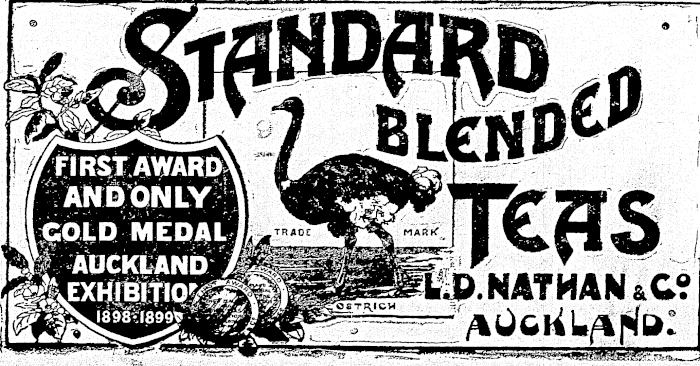 STANDARD
BLENDED
TEAS
FIRST AWARD
AND ONLY
GOLD MEDAL
AUCKLAND
EXHIBITION
1898-1899
TRADE MARK
OSTRICH
L.D. NATHAN & Co
AUCKLAND.